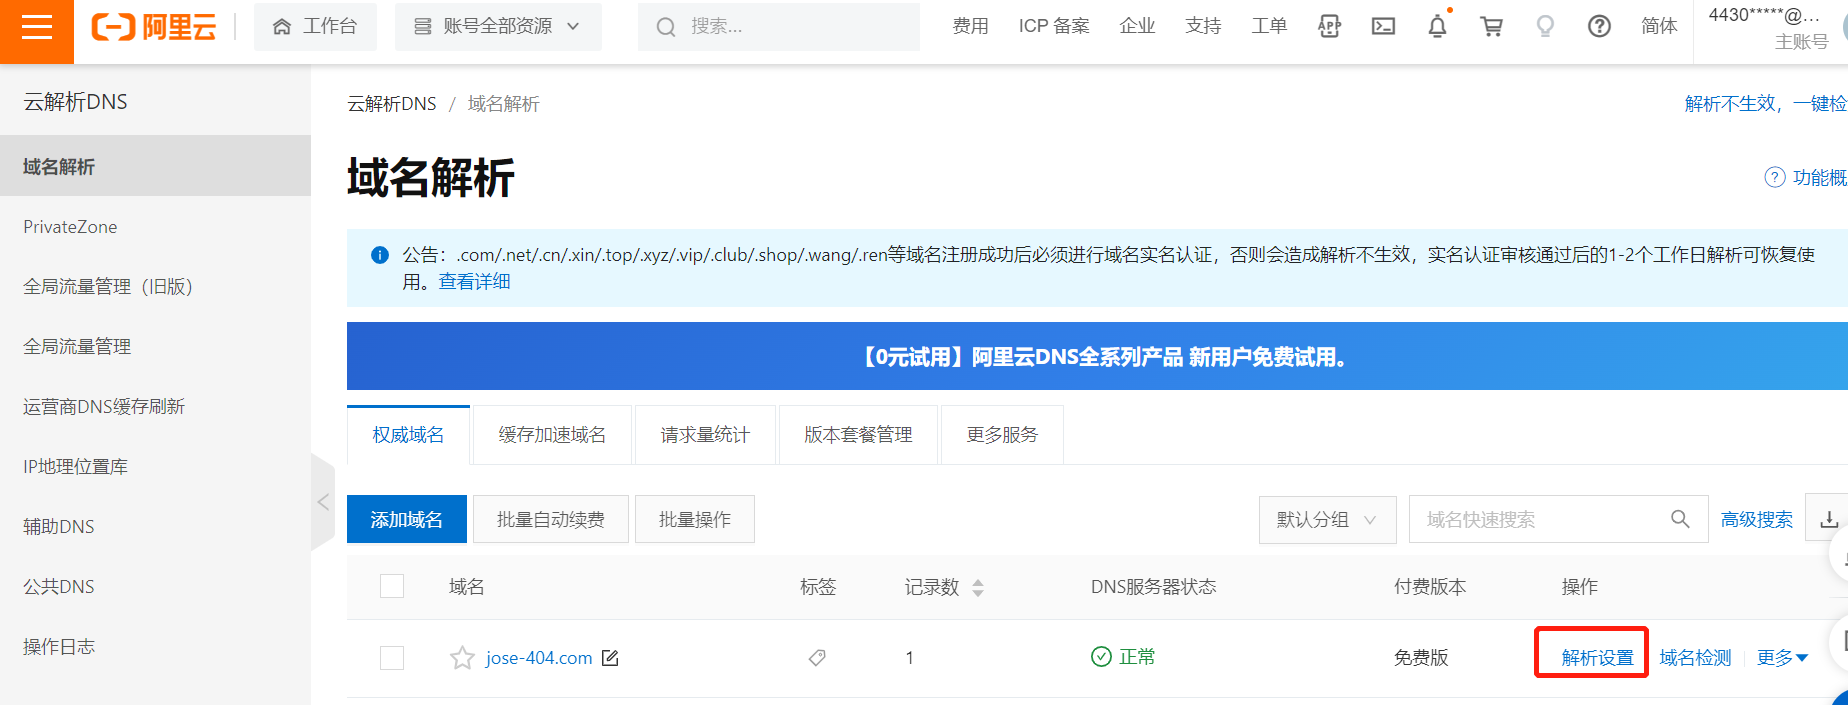 阿里云
工作台
账号全部资源
搜索...
费用
ICP 备案
企业
支持
工单
简体
4430*****@...
主账号
云解析DNS
域名解析
PrivateZone
全局流量管理（旧版）
全局流量管理
运营商DNS缓存刷新
IP地理位置库
辅助DNS
公共DNS
操作日志
云解析DNS / 域名解析
解析不生效，一键检
域名解析
功能概
公告：.com/.net/.cn/.xin/.top/.xyz/.vip/.club/.shop/.wang/.ren等域名注册成功后必须进行域名实名认证，否则会造成解析不生效，实名认证审核通过后的1-2个工作日解析可恢复使
用。查看详细
【0元试用】阿里云DNS全系列产品 新用户免费试用。
权威域名
缓存加速域名
请求量统计
版本套餐管理
更多服务
添加域名
批量自动续费
批量操作
默认分组
域名快速搜索
高级搜索
域名
标签
记录数
DNS服务器状态
付费版本
操作
jose-404.com
1
正常
免费版
解析设置
域名检测
更多